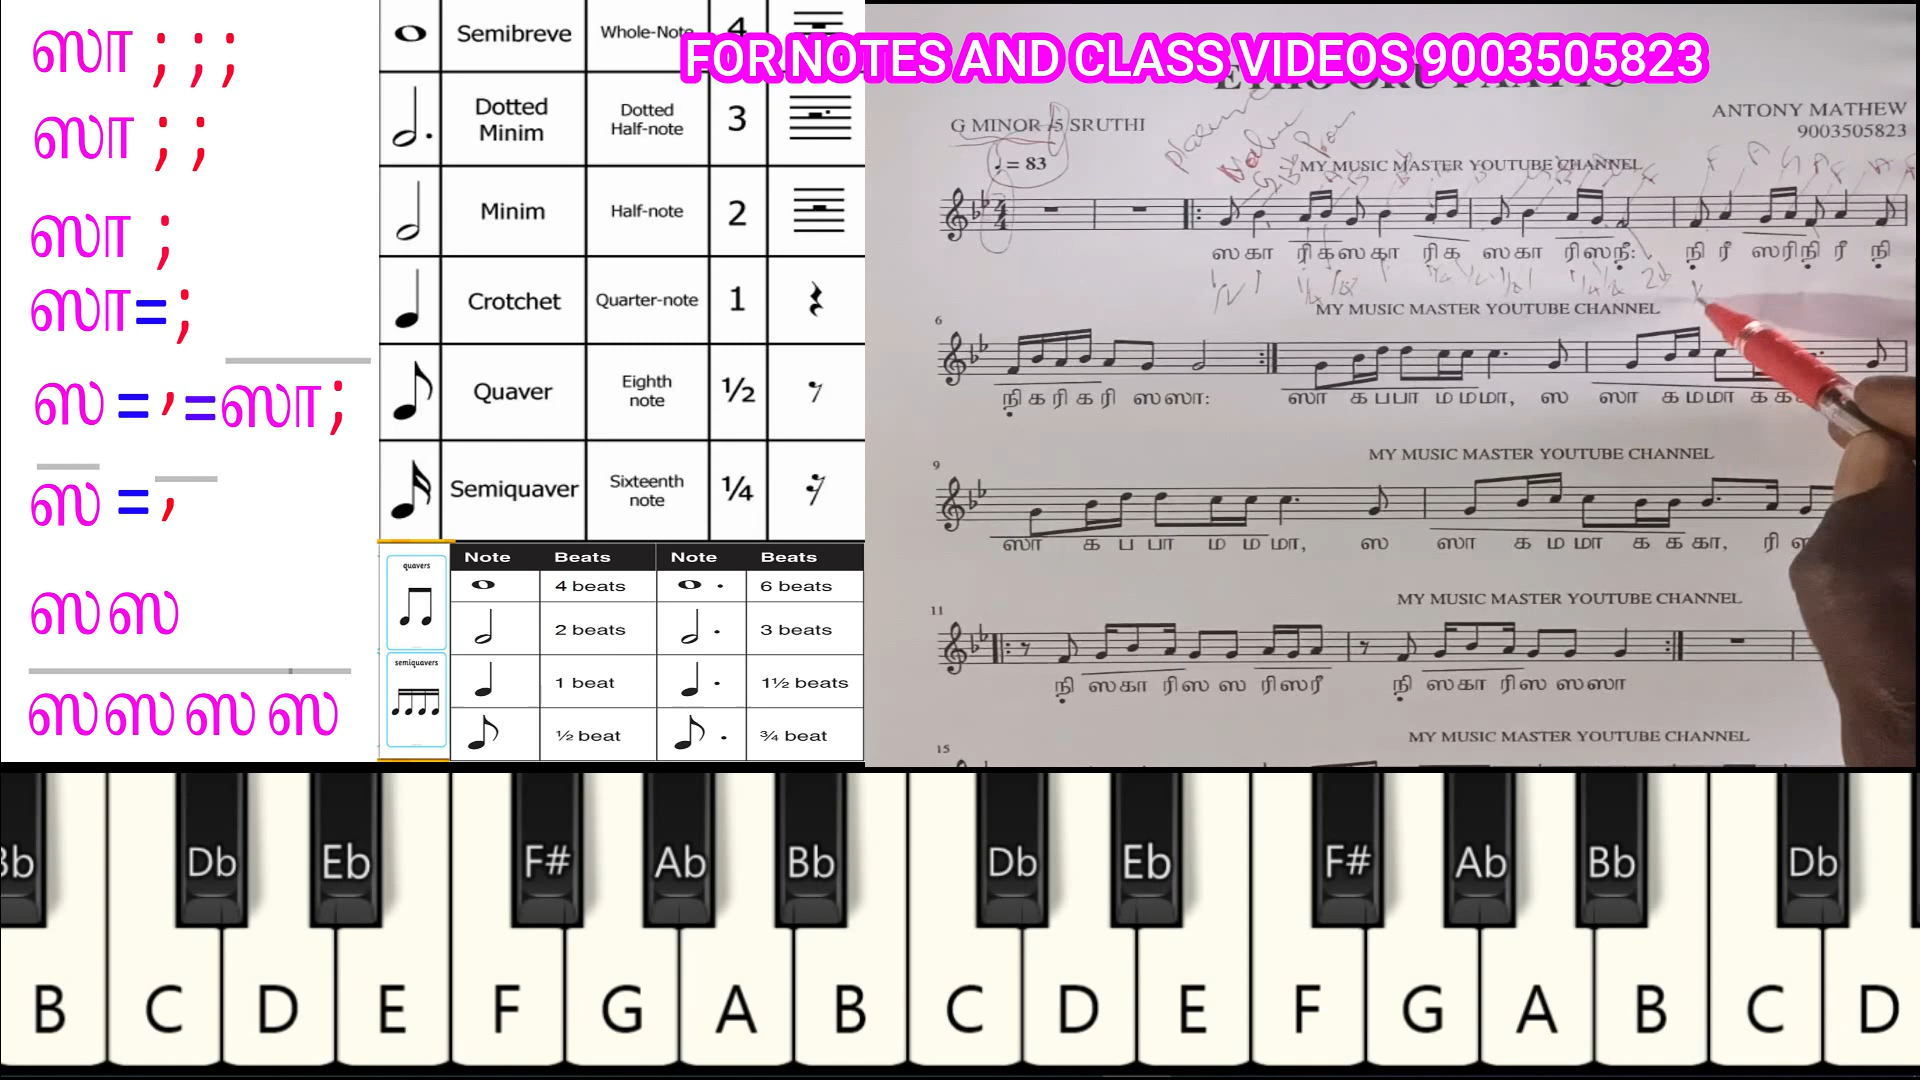 FOR NOTES AND CLASS VIDEOS 9003505823
ஸா ; ; ;
ஸா ; ;
ஸா ;
ஸா=;
ஸ = , =ஸா;
ஸ = ,
ஸ ஸ
ஸ ஸ ஸ ஸ
Semibreve Whole-Note 4
Dotted Minim Dotted Half-note 3
Minim Half-note 2
Crotchet Quarter-note 1
Quaver Eighth note ½
Semiquaver Sixteenth note ¼
quavers
semiquavers
Note Beats Note Beats
4 beats 6 beats
2 beats 3 beats
1 beat 1½ beats
½ beat ¾ beat
ANTONY MATHEW
G MINOR /5 SRUTHI
9003505823
♩ = 83
MY MUSIC MASTER YOUTUBE CHANNEL
ஸ கா ரி க ஸ கா ரி க ஸ கா ரி ஸ நீ: நி ரீ ஸ ரி நி ரீ நி
MY MUSIC MASTER YOUTUBE CHANNEL
6
நி க ரி க ரி ஸ ஸா: ஸா க ப பா ம ம மா, ஸ ஸா க ம மா க க
MY MUSIC MASTER YOUTUBE CHANNEL
9
ஸா க ப பா ம ம மா, ஸ ஸா க ம மா க க கா, ரி
MY MUSIC MASTER YOUTUBE CHANNEL
11
நி ஸ கா ரி ஸ ஸ ரி ஸ ரீ நி ஸ கா ரி ஸ ஸ ஸா
MY MUSIC MASTER YOUTUBE CHANNEL
15
Bb Db Eb F# Ab Bb Db Eb F# Ab Bb Db
B C D E F G A B C D E F G A B C D